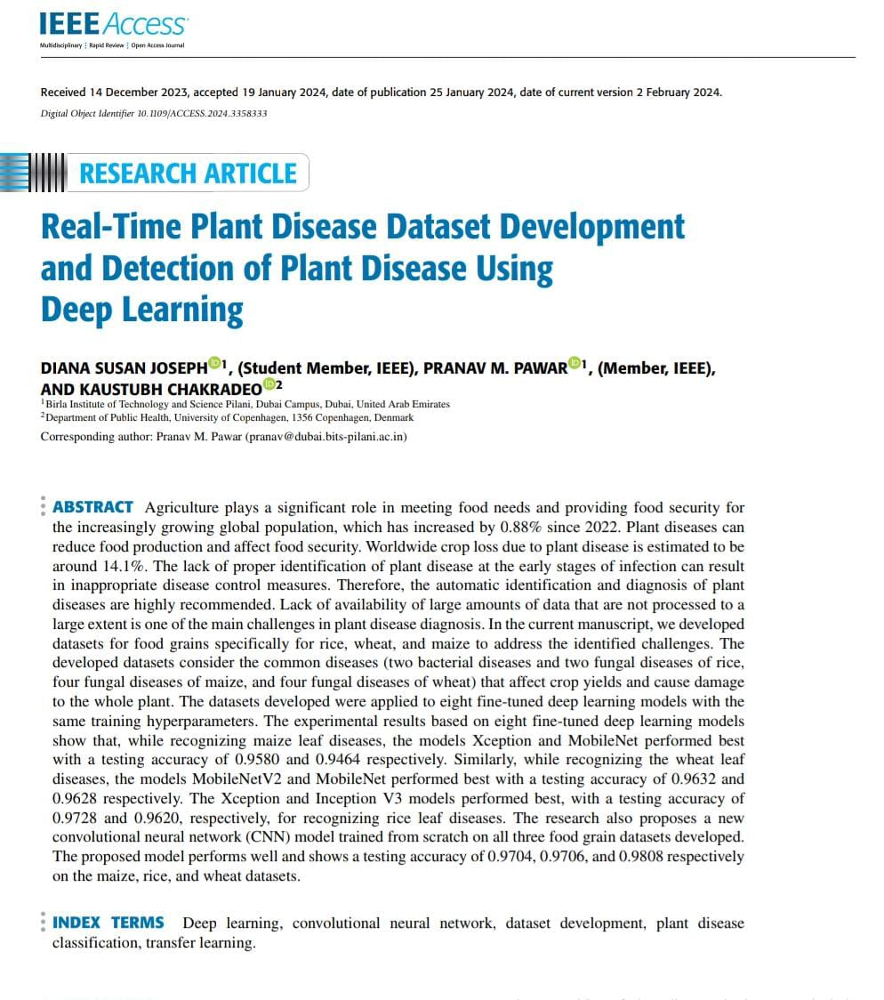 IEEE Access
Multidisciplinary | Rapid Review | Open Access Journal
Received 14 December 2023, accepted 19 January 2024, date of publication 25 January 2024, date of current version 2 February 2024.
Digital Object Identifier 10.1109/ACCESS.2024.3358333
RESEARCH ARTICLE
Real-Time Plant Disease Dataset Development
and Detection of Plant Disease Using
Deep Learning
DIANA SUSAN JOSEPH iD 1, (Student Member, IEEE), PRANAV M. PAWAR iD 1, (Member, IEEE),
AND KAUSTUBH CHAKRADEO iD 2
1 Birla Institute of Technology and Science Pilani, Dubai Campus, Dubai, United Arab Emirates
2 Department of Public Health, University of Copenhagen, 1356 Copenhagen, Denmark
Corresponding author: Pranav M. Pawar (pranav@dubai.bits-pilani.ac.in)
ABSTRACT Agriculture plays a significant role in meeting food needs and providing food security for
the increasingly growing global population, which has increased by 0.88% since 2022. Plant diseases can
reduce food production and affect food security. Worldwide crop loss due to plant disease is estimated to be
around 14.1%. The lack of proper identification of plant disease at the early stages of infection can result
in inappropriate disease control measures. Therefore, the automatic identification and diagnosis of plant
diseases are highly recommended. Lack of availability of large amounts of data that are not processed to a
large extent is one of the main challenges in plant disease diagnosis. In the current manuscript, we developed
datasets for food grains specifically for rice, wheat, and maize to address the identified challenges. The
developed datasets consider the common diseases (two bacterial diseases and two fungal diseases of rice,
four fungal diseases of maize, and four fungal diseases of wheat) that affect crop yields and cause damage
to the whole plant. The datasets developed were applied to eight fine-tuned deep learning models with the
same training hyperparameters. The experimental results based on eight fine-tuned deep learning models
show that, while recognizing maize leaf diseases, the models Xception and MobileNet performed best
with a testing accuracy of 0.9580 and 0.9464 respectively. Similarly, while recognizing the wheat leaf
diseases, the models MobileNetV2 and MobileNet performed best with a testing accuracy of 0.9632 and
0.9628 respectively. The Xception and Inception V3 models performed best, with a testing accuracy of
0.9728 and 0.9620, respectively, for recognizing rice leaf diseases. The research also proposes a new
convolutional neural network (CNN) model trained from scratch on all three food grain datasets developed.
The proposed model performs well and shows a testing accuracy of 0.9704, 0.9706, and 0.9808 respectively
on the maize, rice, and wheat datasets.
INDEX TERMS Deep learning, convolutional neural network, dataset development, plant disease
classification, transfer learning.